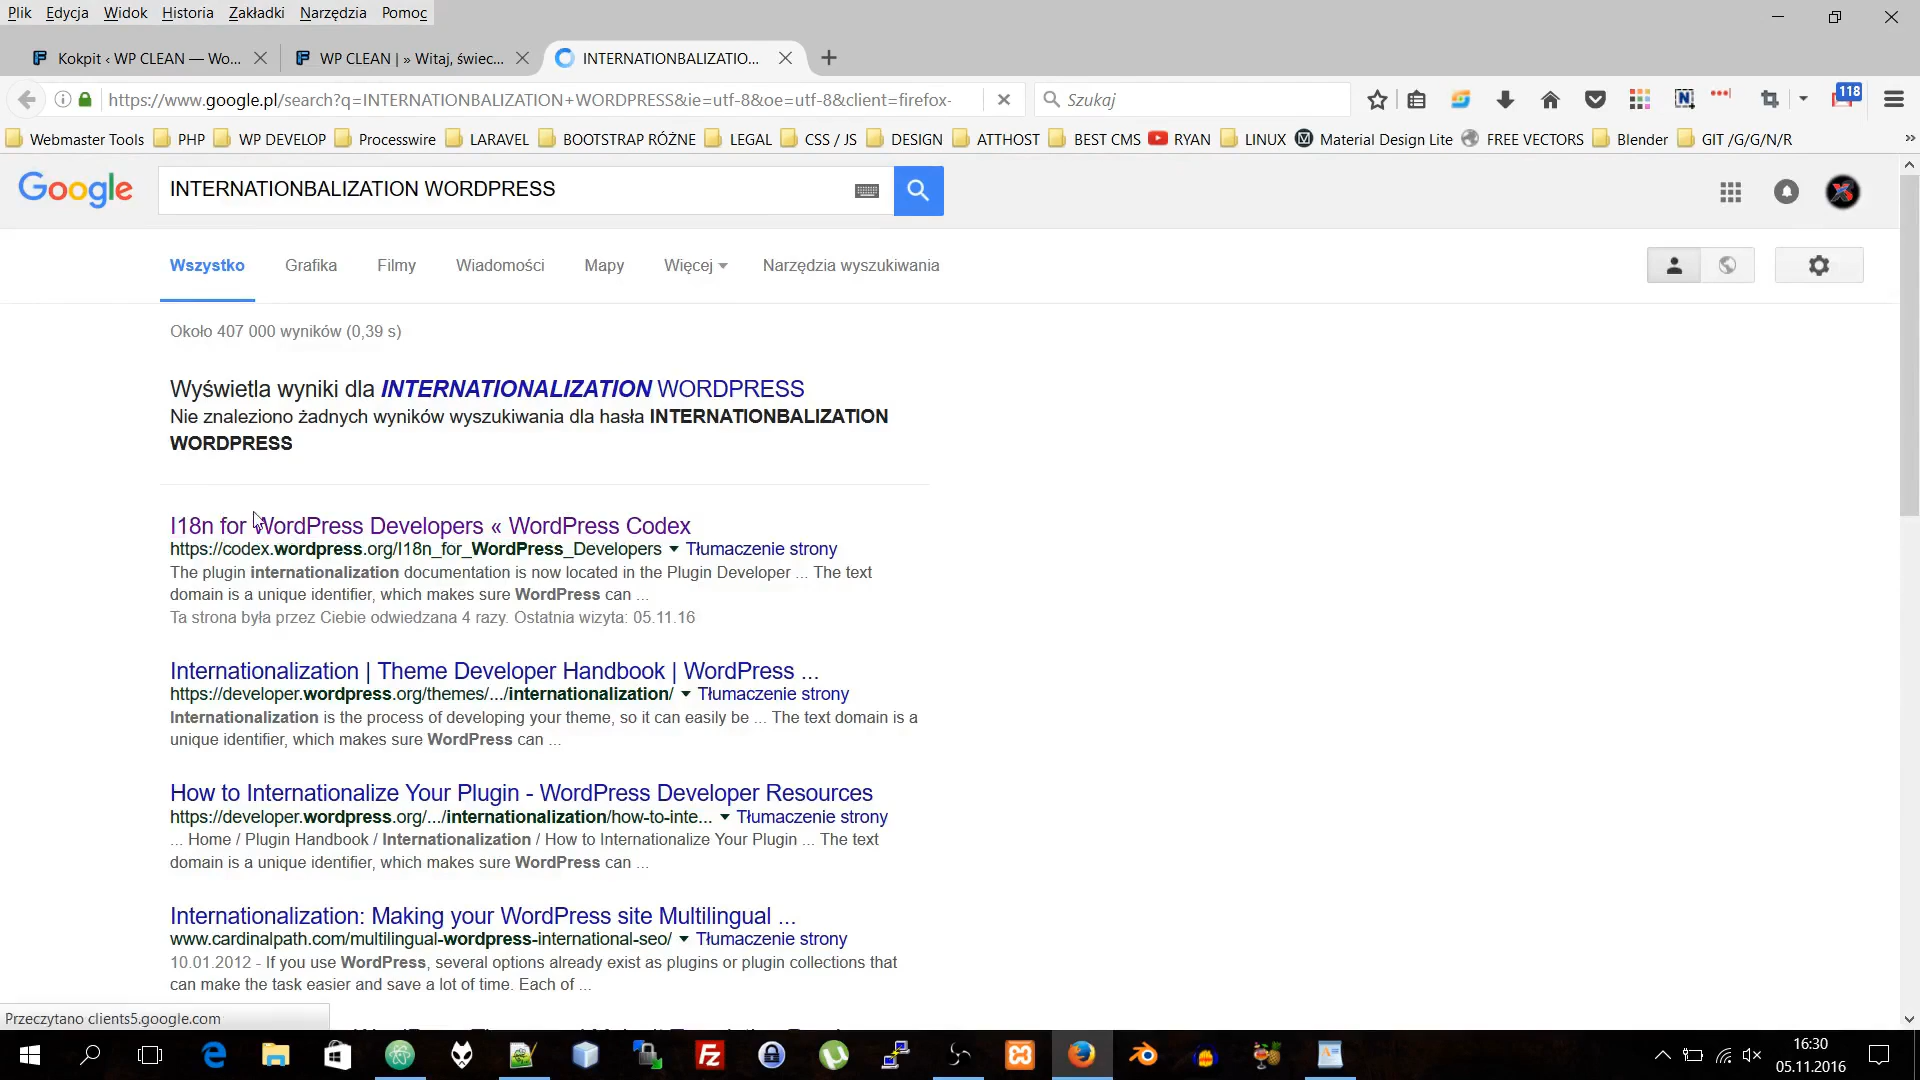 Plik Edycja Widok Historia Zakładki Narzędzia Pomoc
Kokpit ‹ WP CLEAN — Wo...
WP CLEAN | » Witaj, świec...
INTERNATIONBALIZATIO...
https://www.google.pl/search?q=INTERNATIONBALIZATION+WORDPRESS&ie=utf-8&oe=utf-8&client=firefox-
Szukaj
118
Webmaster Tools PHP WP DEVELOP Processwire LARAVEL BOOTSTRAP RÓŻNE LEGAL CSS / JS DESIGN ATTHOST BEST CMS RYAN LINUX Material Design Lite FREE VECTORS Blender GIT /G/G/N/R
Google
INTERNATIONBALIZATION WORDPRESS
Wszystko Grafika Filmy Wiadomości Mapy Więcej Narzędzia wyszukiwania
Około 407 000 wyników (0,39 s)
Wyświetla wyniki dla INTERNATIONALIZATION WORDPRESS
Nie znaleziono żadnych wyników wyszukiwania dla hasła INTERNATIONBALIZATION
WORDPRESS
I18n for WordPress Developers « WordPress Codex
https://codex.wordpress.org/I18n_for_WordPress_Developers Tłumaczenie strony
The plugin internationalization documentation is now located in the Plugin Developer ... The text
domain is a unique identifier, which makes sure WordPress can ...
Ta strona była przez Ciebie odwiedzana 4 razy. Ostatnia wizyta: 05.11.16
Internationalization | Theme Developer Handbook | WordPress ...
https://developer.wordpress.org/themes/.../internationalization/ Tłumaczenie strony
Internationalization is the process of developing your theme, so it can easily be ... The text domain is a
unique identifier, which makes sure WordPress can ...
How to Internationalize Your Plugin - WordPress Developer Resources
https://developer.wordpress.org/.../internationalization/how-to-inte... Tłumaczenie strony
... Home / Plugin Handbook / Internationalization / How to Internationalize Your Plugin ... The text
domain is a unique identifier, which makes sure WordPress can ...
Internationalization: Making your WordPress site Multilingual ...
www.cardinalpath.com/multilingual-wordpress-international-seo/ Tłumaczenie strony
10.01.2012 - If you use WordPress, several options already exist as plugins or plugin collections that
can make the task easier and save a lot of time. Each of ...
Przeczytano clients5.google.com
16:30
05.11.2016